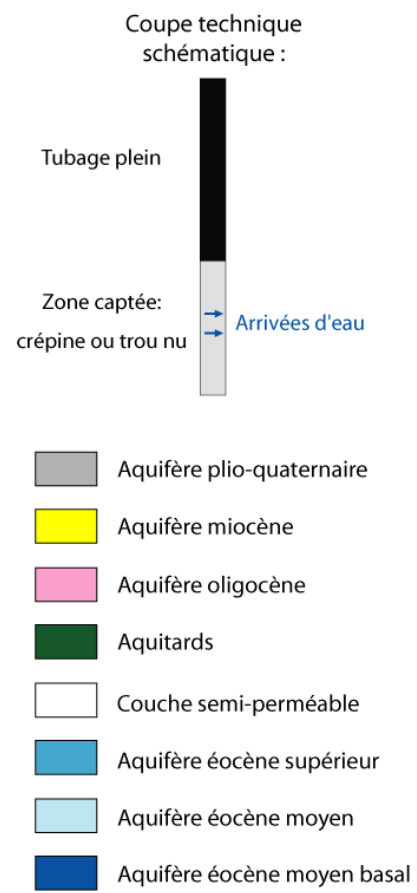 Coupe technique
schématique :
Tubage plein
Zone captée:
crépine ou trou nu
Arrivées d'eau
Aquifère plio-quaternaire
Aquifère miocène
Aquifère oligocène
Aquitards
Couche semi-perméable
Aquifère éocène supérieur
Aquifère éocène moyen
Aquifère éocène moyen basal